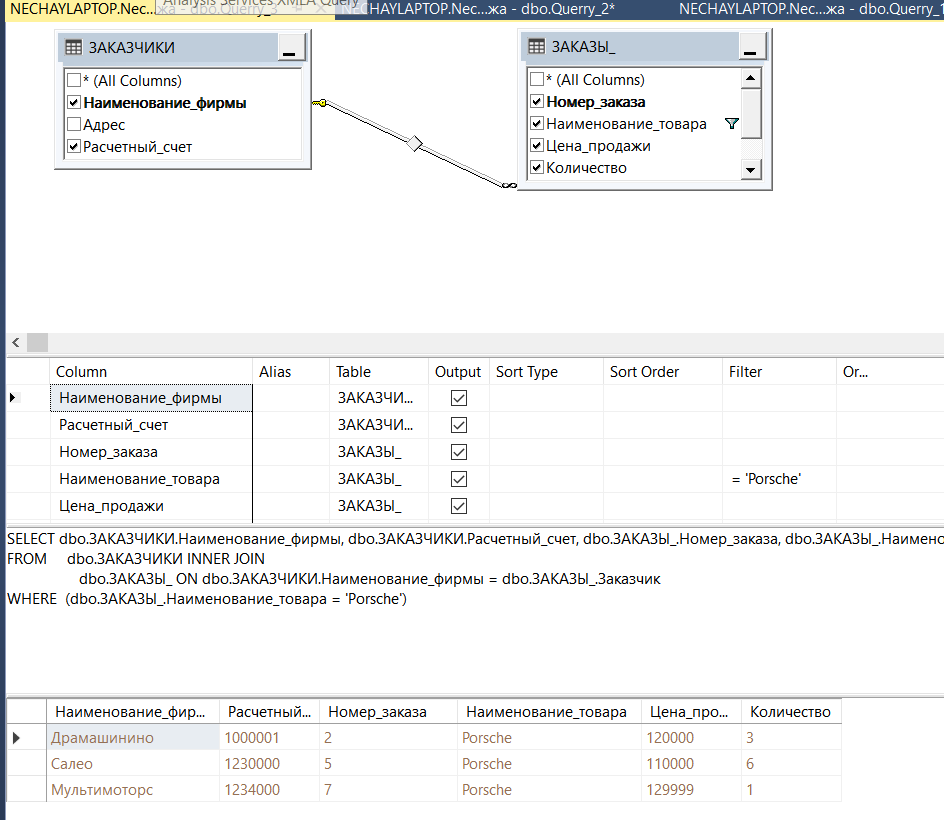 NECHAYLAPTOP.Nec...жа - dbo.Querry_3
Analysis Services XMLA Query
NECHAYLAPTOP.Nec...жа - dbo.Querry_2*
NECHAYLAPTOP.Nec...жа - dbo.Querry_1
ЗАКАЗЧИКИ
* (All Columns)
Наименование_фирмы
Адрес
Расчетный_счет
ЗАКАЗЫ_
* (All Columns)
Номер_заказа
Наименование_товара
Цена_продажи
Количество
Column Alias Table Output Sort Type Sort Order Filter Or...
Наименование_фирмы ЗАКАЗЧИ...
Расчетный_счет ЗАКАЗЧИ...
Номер_заказа ЗАКАЗЫ_
Наименование_товара ЗАКАЗЫ_ = 'Porsche'
Цена_продажи ЗАКАЗЫ_
SELECT dbo.ЗАКАЗЧИКИ.Наименование_фирмы, dbo.ЗАКАЗЧИКИ.Расчетный_счет, dbo.ЗАКАЗЫ_.Номер_заказа, dbo.ЗАКАЗЫ_.Наимено
FROM dbo.ЗАКАЗЧИКИ INNER JOIN
dbo.ЗАКАЗЫ_ ON dbo.ЗАКАЗЧИКИ.Наименование_фирмы = dbo.ЗАКАЗЫ_.Заказчик
WHERE (dbo.ЗАКАЗЫ_.Наименование_товара = 'Porsche')
Наименование_фир... Расчетный... Номер_заказа Наименование_товара Цена_про... Количество
Драмашинино 1000001 2 Porsche 120000 3
Салео 1230000 5 Porsche 110000 6
Мультимоторс 1234000 7 Porsche 129999 1